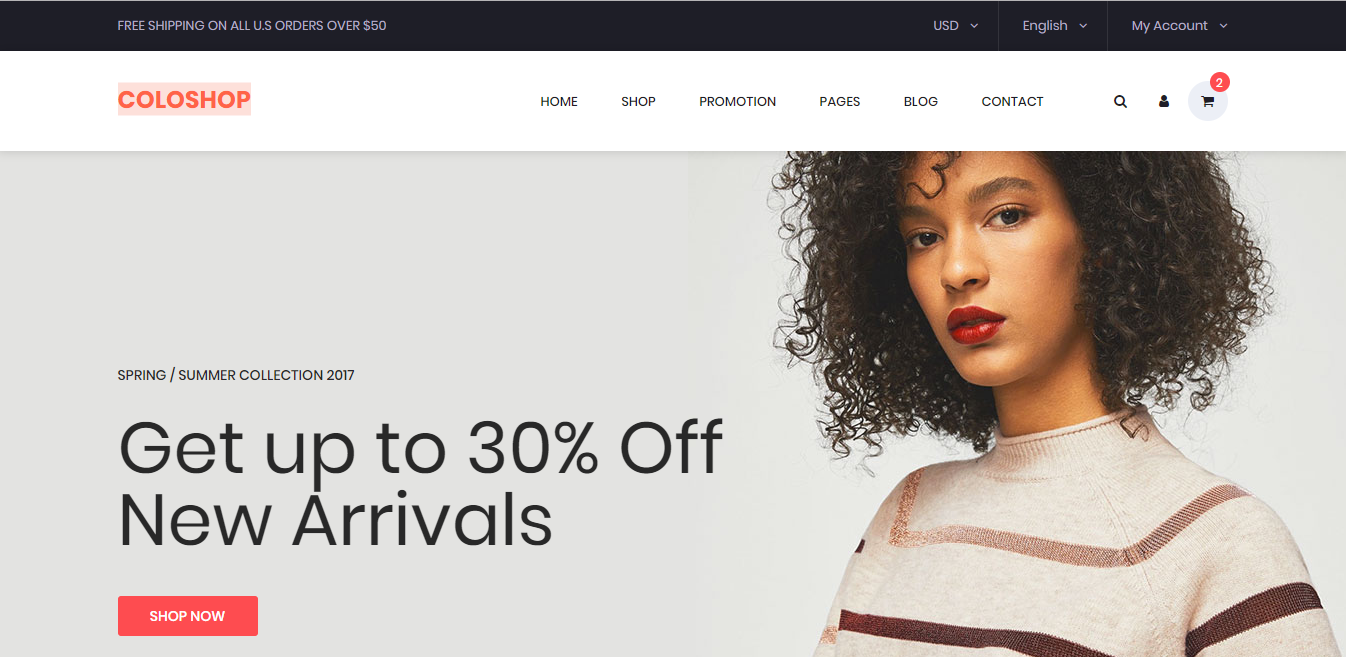 FREE SHIPPING ON ALL U.S ORDERS OVER $50
USD
English
My Account
COLOSHOP
HOME
SHOP
PROMOTION
PAGES
BLOG
CONTACT
2
SPRING / SUMMER COLLECTION 2017
Get up to 30% Off
New Arrivals
SHOP NOW